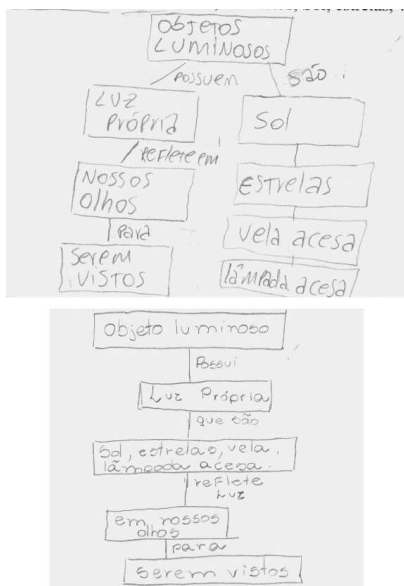 OBJETOS
LUMINOSOS
POSSUEM
são
LUZ
PRÓPRIA
Sol
REFLETE EM
NOSSOS
OLHOS
ESTRELAS
PARA
Vela acesa
SEREM
VISTOS
lâmpada acesa
Objeto luminoso
Possui
Luz Própria
que são
Sol, estrelas, vela,
lâmpada acesa.
reflete
luz
em nossos
olhos
para
serem vistos